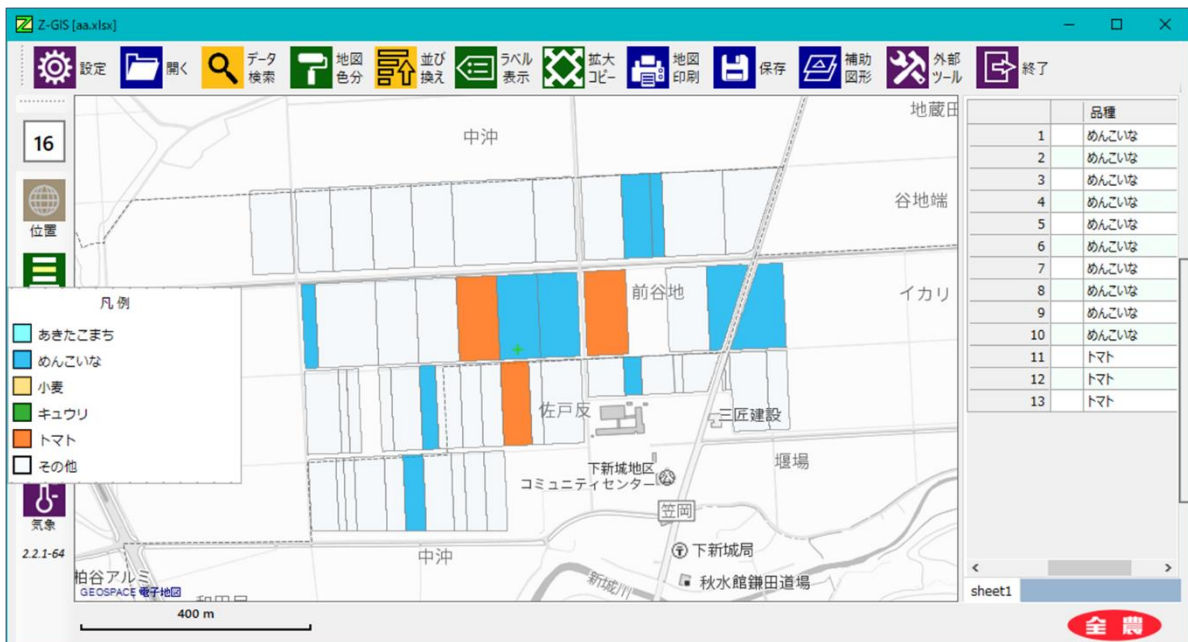 Z-GIS [aa.xlsx]
設定
開く
データ
検索
地図
色分
並び
換え
ラベル
表示
拡大
コピー
地図
印刷
保存
補助
図形
外部
ツール
終了
16
位置
凡例
あきたこまち
めんこいな
小麦
キュウリ
トマト
その他
気象
2.2.1-64
中沖
地蔵田
谷地端
前谷地
イカリ
佐戸反
三匠建設
堰場
下新城地区
コミュニティセンター
笠岡
中沖
下新城局
新城川
秋水館鎌田道場
柏谷アルミ
GEOSPACE 電子地図
400 m
品種
1 めんこいな
2 めんこいな
3 めんこいな
4 めんこいな
5 めんこいな
6 めんこいな
7 めんこいな
8 めんこいな
9 めんこいな
10 めんこいな
11 トマト
12 トマト
13 トマト
sheet1
全農